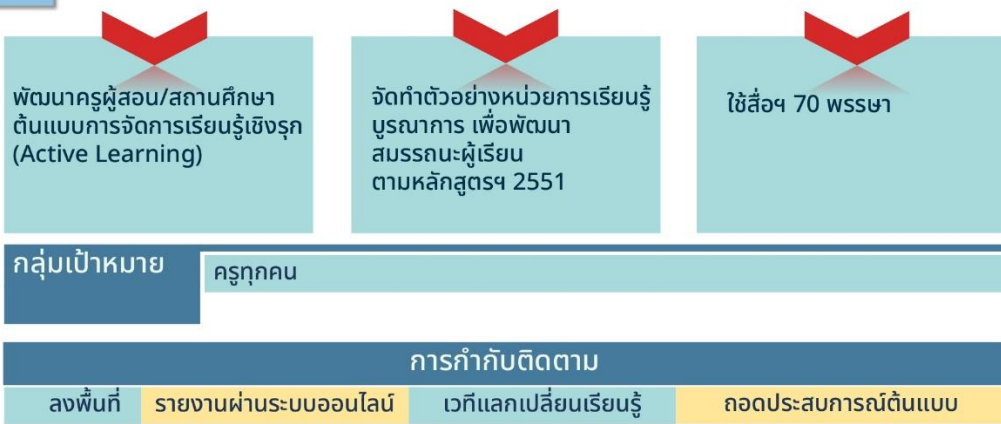 พัฒนาครูผู้สอน/สถานศึกษา
ต้นแบบการจัดการเรียนรู้เชิงรุก
(Active Learning)
จัดทำตัวอย่างหน่วยการเรียนรู้
บูรณาการ เพื่อพัฒนา
สมรรถนะผู้เรียน
ตามหลักสูตรฯ 2551
ใช้สื่อฯ 70 พรรษา
กลุ่มเป้าหมาย
ครูทุกคน
การกำกับติดตาม
ลงพื้นที่
รายงานผ่านระบบออนไลน์
เวทีแลกเปลี่ยนเรียนรู้
ถอดประสบการณ์ต้นแบบ